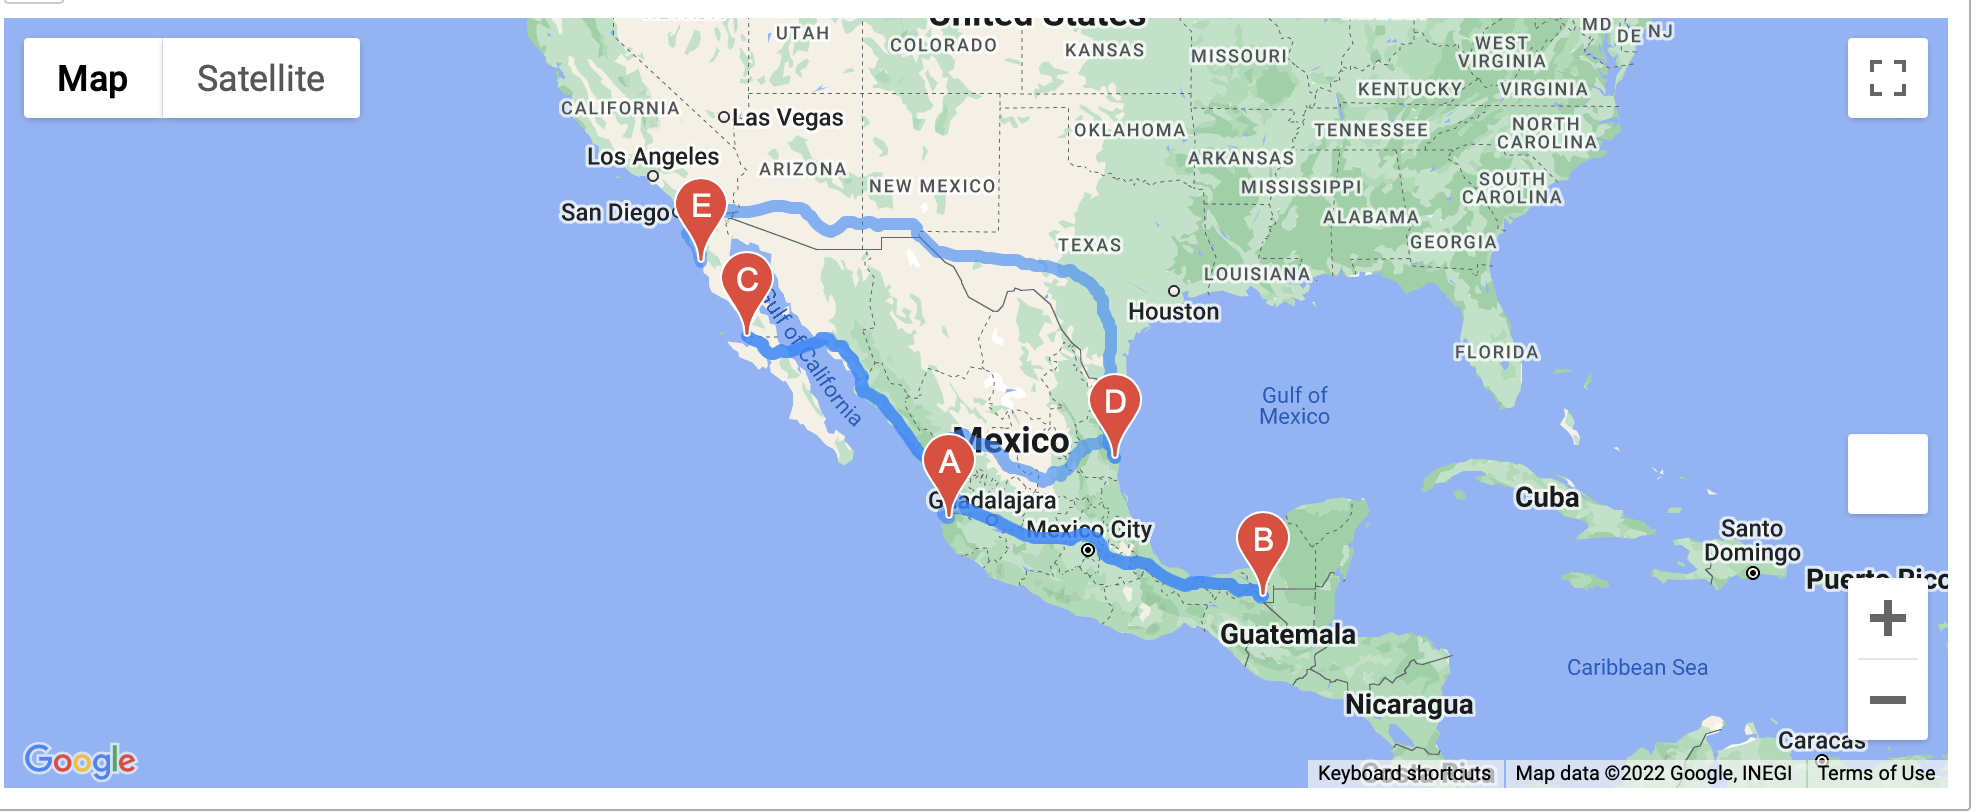 United States
Map
Satellite
UTAH
COLORADO
KANSAS
MISSOURI
WEST
VIRGINIA
MD
DE
NJ
CALIFORNIA
Las Vegas
KENTUCKY
VIRGINIA
OKLAHOMA
TENNESSEE
NORTH
CAROLINA
Los Angeles
ARIZONA
NEW MEXICO
ARKANSAS
MISSISSIPPI
SOUTH
CAROLINA
San Diego
E
TEXAS
ALABAMA
GEORGIA
C
LOUISIANA
Houston
Gulf of California
FLORIDA
D
Gulf of
Mexico
Mexico
A
Guadalajara
Mexico City
B
Cuba
Santo
Domingo
Puerto Rico
Guatemala
Caribbean Sea
Nicaragua
Caracas
Costa Rica
Google
Keyboard shortcuts
Map data ©2022 Google, INEGI
Terms of Use